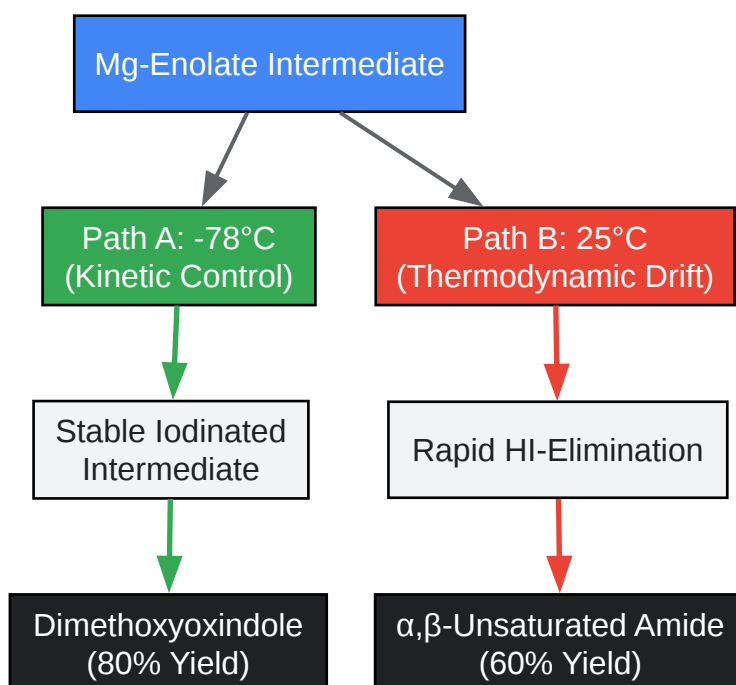 Mg-Enolate Intermediate
Path A: -78°C
(Kinetic Control)
Path B: 25°C
(Thermodynamic Drift)
Stable Iodinated
Intermediate
Rapid HI-Elimination
Dimethoxyoxindole
(80% Yield)
α,β-Unsaturated Amide
(60% Yield)